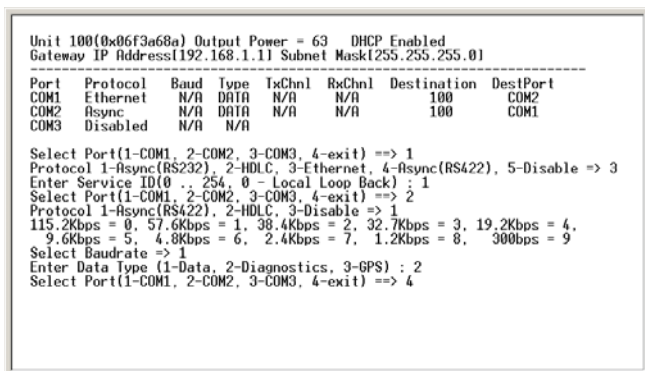 Unit 100(0x06f3a68a) Output Power = 63 DHCP Enabled
Gateway IP Address[192.168.1.1] Subnet Mask[255.255.255.0]
--------------------------------------------------------------------------------
Port Protocol Baud Type TxChnl RxChnl Destination DestPort
COM1 Ethernet N/A DATA N/A N/A 100 COM2
COM2 Async N/A DATA N/A N/A 100 COM1
COM3 Disabled N/A N/A
Select Port(1-COM1, 2-COM2, 3-COM3, 4-exit) ==> 1
Protocol 1-Async(RS232), 2-HDLC, 3-Ethernet, 4-Async(RS422), 5-Disable => 3
Enter Service ID(0 .. 254, 0 - Local Loop Back) : 1
Select Port(1-COM1, 2-COM2, 3-COM3, 4-exit) ==> 2
Protocol 1-Async(RS422), 2-HDLC, 3-Disable => 1
115.2Kbps = 0, 57.6Kbps = 1, 38.4Kbps = 2, 32.7Kbps = 3, 19.2Kbps = 4,
9.6Kbps = 5, 4.8Kbps = 6, 2.4Kbps = 7, 1.2Kbps = 8, 300bps = 9
Select Baudrate => 1
Enter Data Type (1-Data, 2-Diagnostics, 3-GPS) : 2
Select Port(1-COM1, 2-COM2, 3-COM3, 4-exit) ==> 4